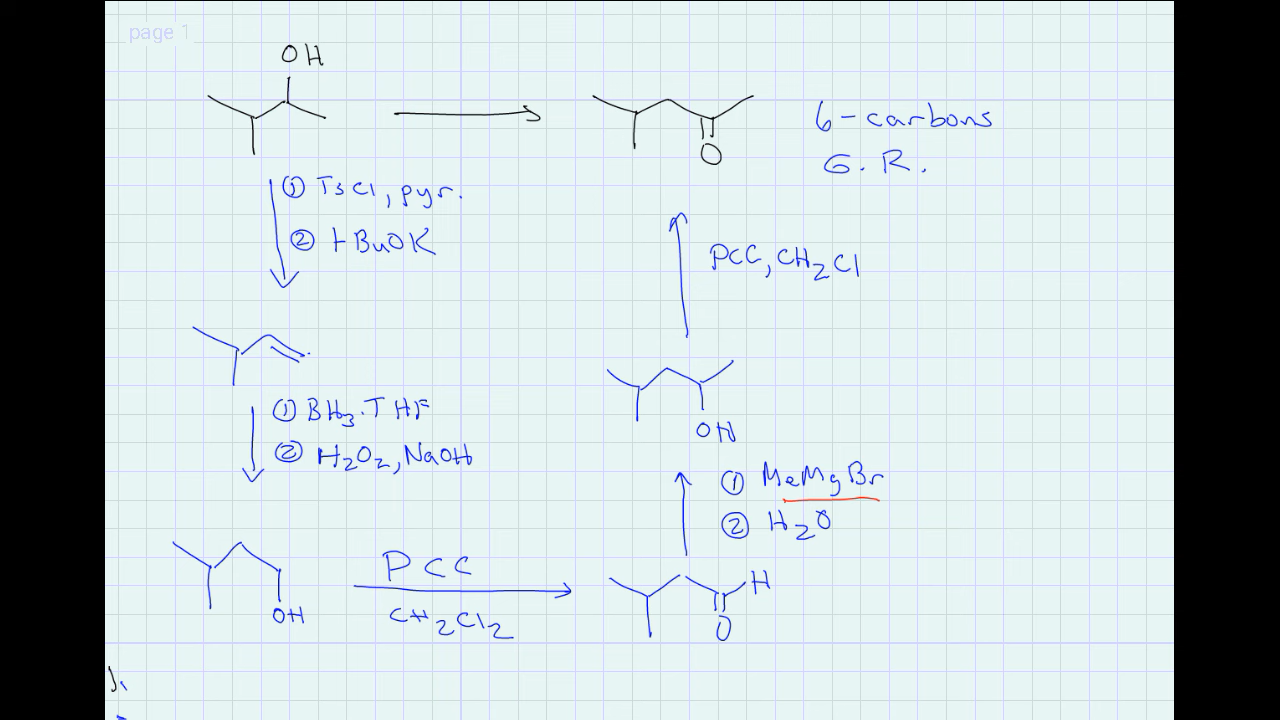 page 1
OH
O
6-carbons
G.R.
① TsCl, pyr.
② tBuOK
PCC, CH2Cl
① BH3.THF
② H2O2, NaOH
OH
① MeMgBr
② H2O
OH
PCC
CH2Cl2
H
O